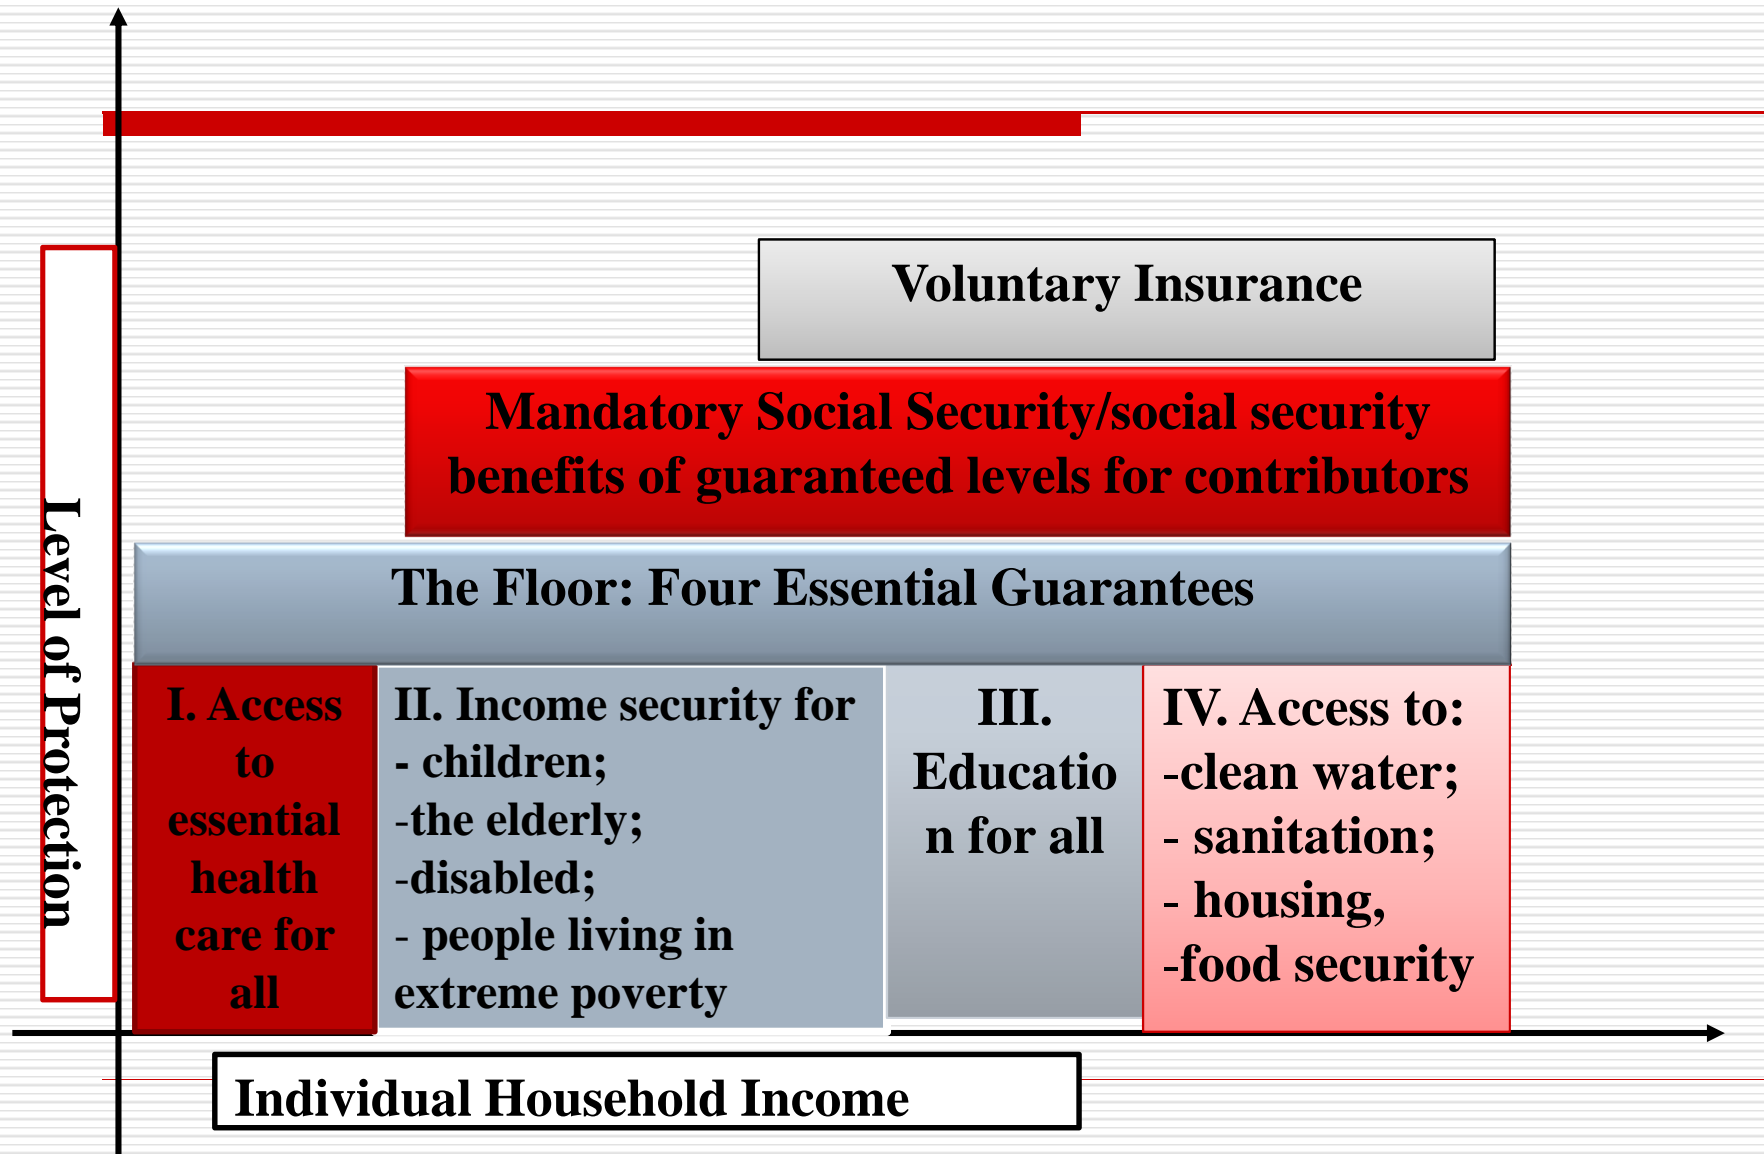 Voluntary Insurance
Mandatory Social Security/social security
benefits of guaranteed levels for contributors
The Floor: Four Essential Guarantees
Level of Protection
I. Access
to
essential
health
care for
all
II. Income security for
- children;
-the elderly;
-disabled;
- people living in
extreme poverty
III.
Educatio
n for all
IV. Access to:
-clean water;
- sanitation;
- housing,
-food security
Individual Household Income